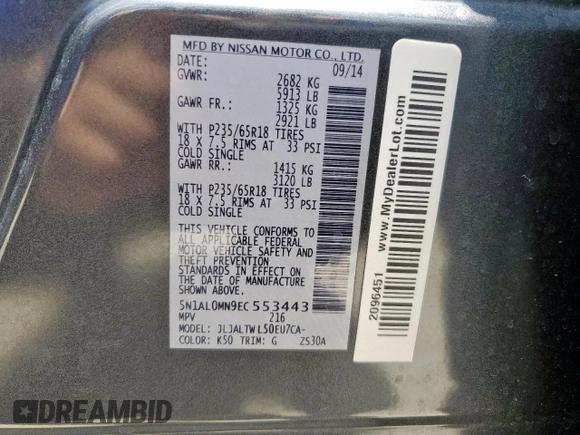 MFD BY NISSAN MOTOR CO., LTD.
DATE: 09/14
GVWR: 2682 KG
5913 LB
GAWR FR.: 1325 KG
2921 LB
WITH P235/65R18 TIRES
18 X 7.5 RIMS AT 33 PSI
COLD SINGLE
GAWR RR.: 1415 KG
3120 LB
WITH P235/65R18 TIRES
18 X 7.5 RIMS AT 33 PSI
COLD SINGLE
THIS VEHICLE CONFORMS TO
ALL APPLICABLE FEDERAL
MOTOR VEHICLE SAFETY AND
THEFT PREVENTION
STANDARDS IN EFFECT ON
THE DATE OF MANUFACTURE
SHOWN ABOVE.
5N1AL0MN9EC553443
MPV 216
MODEL: JLJALTWL50EU7CA-
COLOR: K50 TRIM: G ZS30A
2096451 www.MyDealerLot.com
DREAMBID